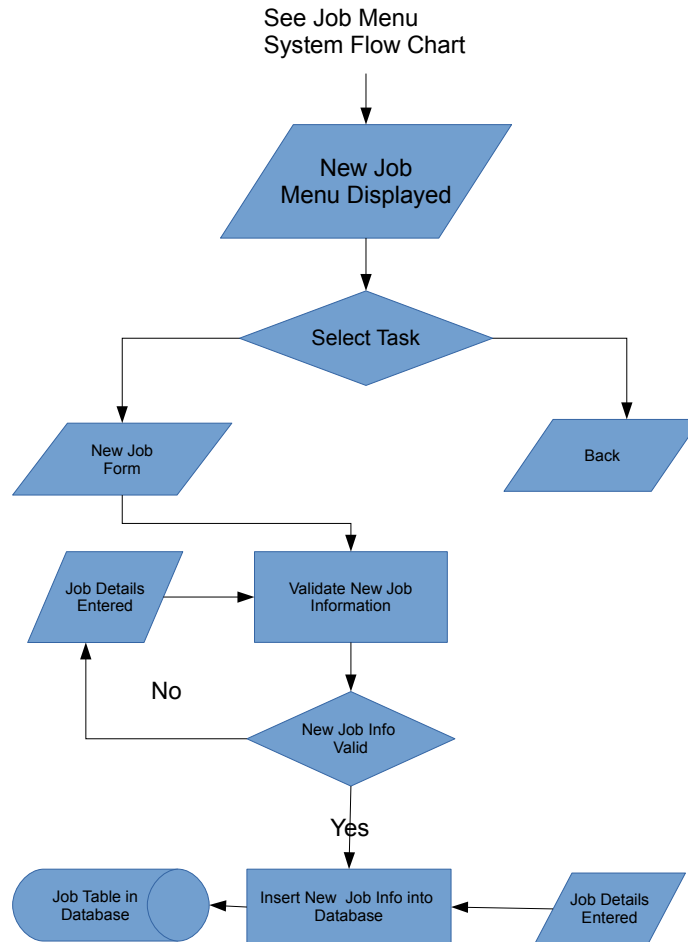 See Job Menu
System Flow Chart
New Job
Menu Displayed
Select Task
New Job
Form
Back
Job Details
Entered
Validate New Job
Information
No
New Job Info
Valid
Yes
Job Table in
Database
Insert New Job Info into
Database
Job Details
Entered